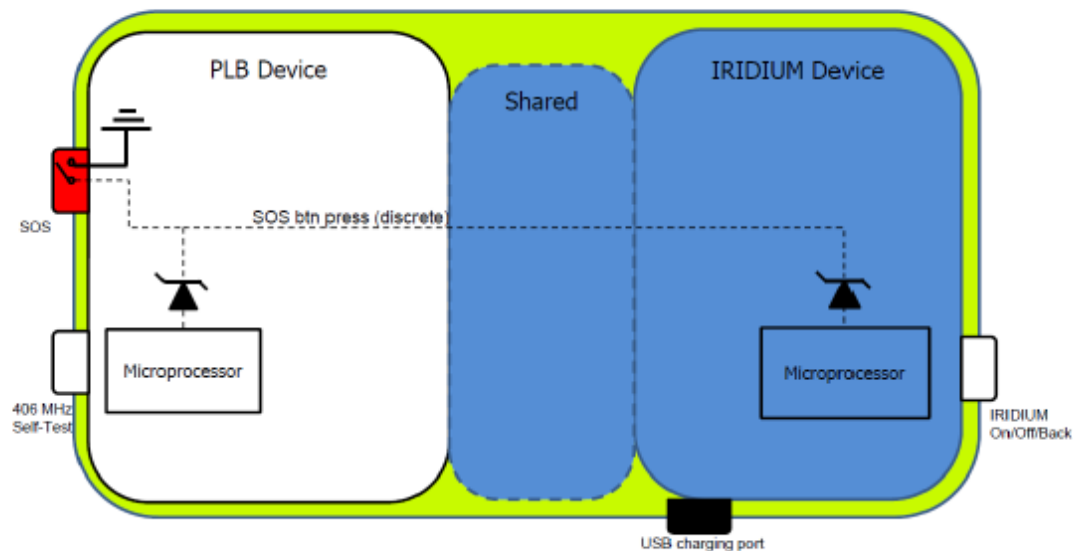 PLB Device
IRIDIUM Device
Shared
SOS
SOS btn press (discrete)
Microprocessor
Microprocessor
406 MHz
Self-Test
IRIDIUM
On/Off/Back
USB charging port